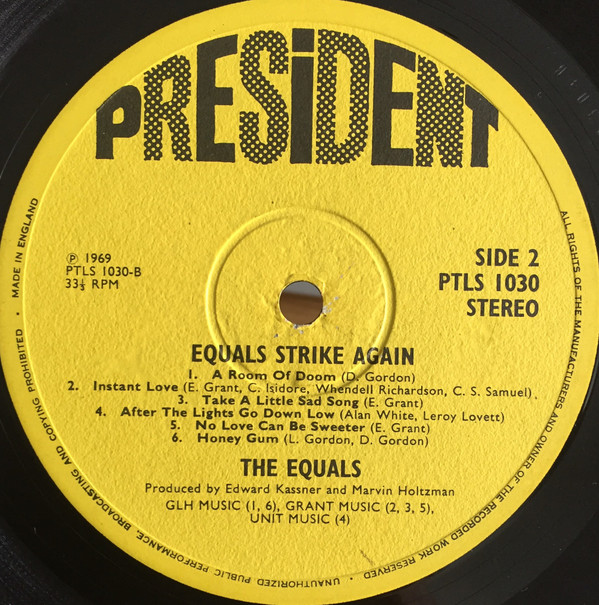 PRESiDENT
℗ 1969
PTLS 1030-B
33⅓ RPM
SIDE 2
PTLS 1030
STEREO
EQUALS STRIKE AGAIN
1. A Room Of Doom (D. Gordon)
2. Instant Love (E. Grant, C. Isidore, Whendell Richardson, C. S. Samuel),
3. Take A Little Sad Song (E. Grant)
4. After The Lights Go Down Low (Alan White, Leroy Lovett)
5. No Love Can Be Sweeter (E. Grant)
6. Honey Gum (L. Gordon, D. Gordon)
THE EQUALS
Produced by Edward Kassner and Marvin Holtzman
GLH MUSIC (1, 6), GRANT MUSIC (2, 3, 5),
UNIT MUSIC (4)
ALL RIGHTS OF THE MANUFACTURERS AND OWNER OF THE RECORDED WORK RESERVED • UNAUTHORIZED PUBLIC PERFORMANCE, BROADCASTING AND COPYING PROHIBITED • MADE IN ENGLAND